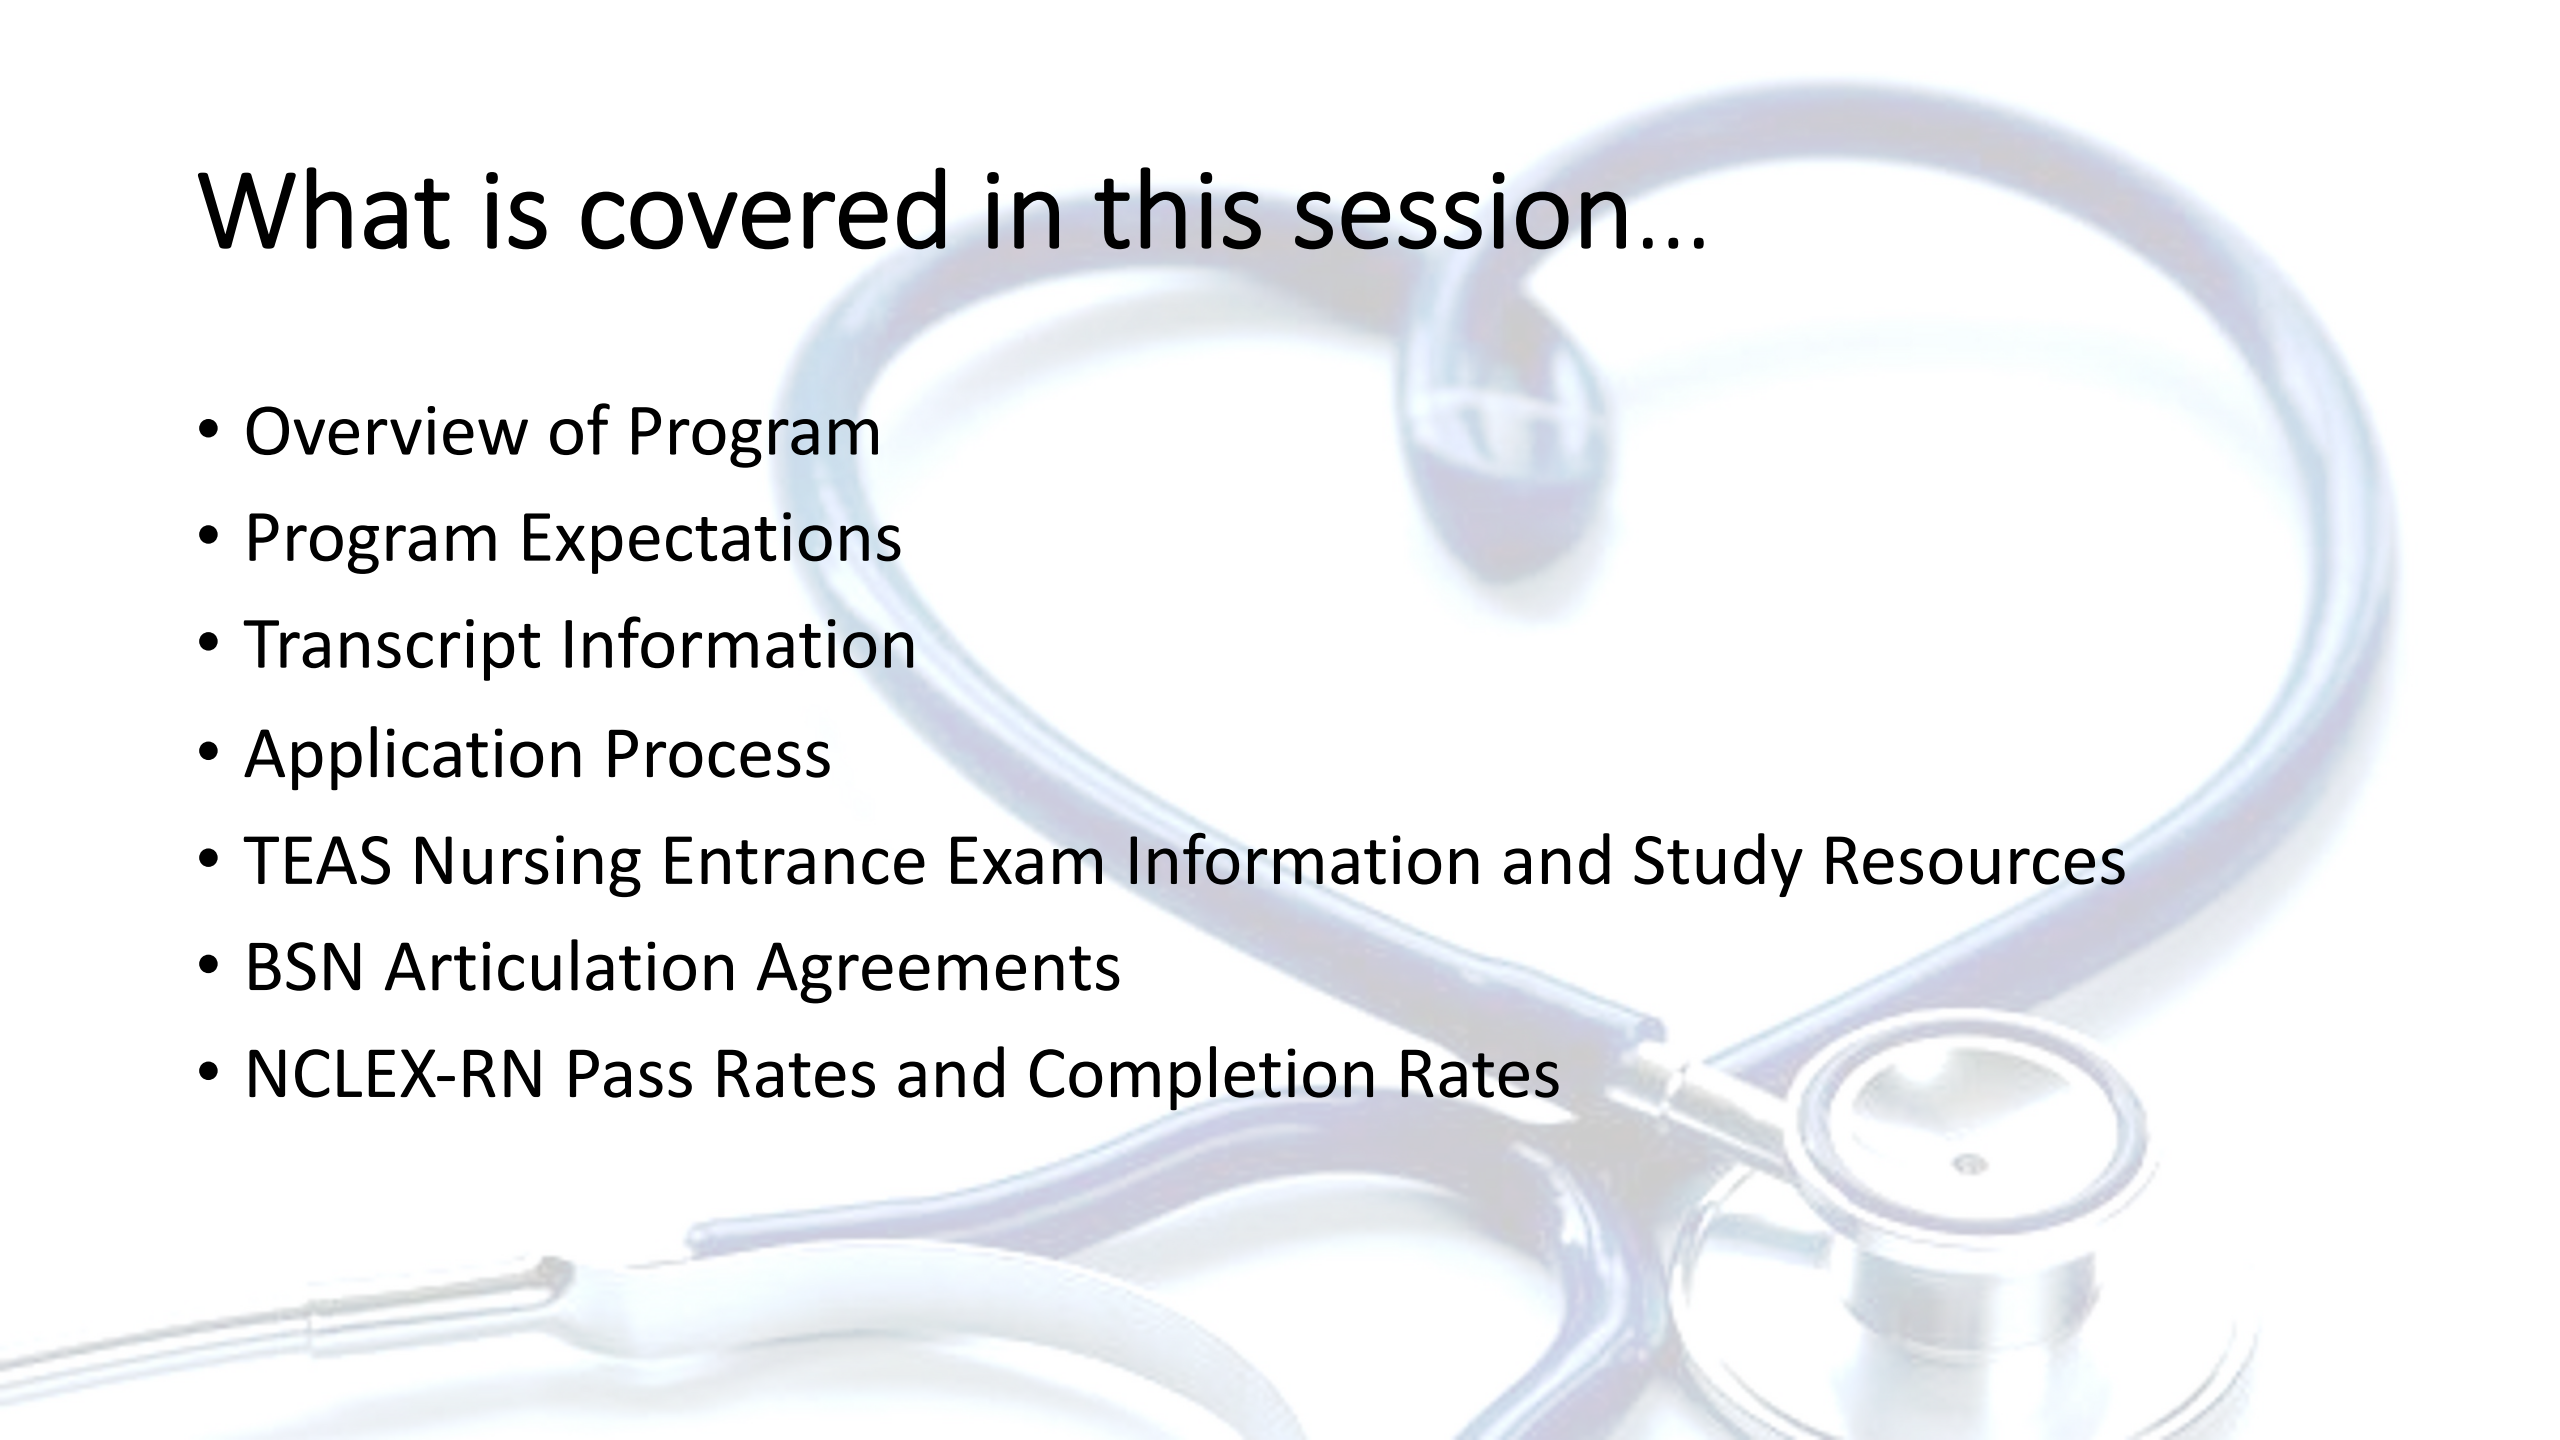 What is covered in this session...
• Overview of Program
• Program Expectations
• Transcript Information
• Application Process
• TEAS Nursing Entrance Exam Information and Study Resources
• BSN Articulation Agreements
• NCLEX-RN Pass Rates and Completion Rates